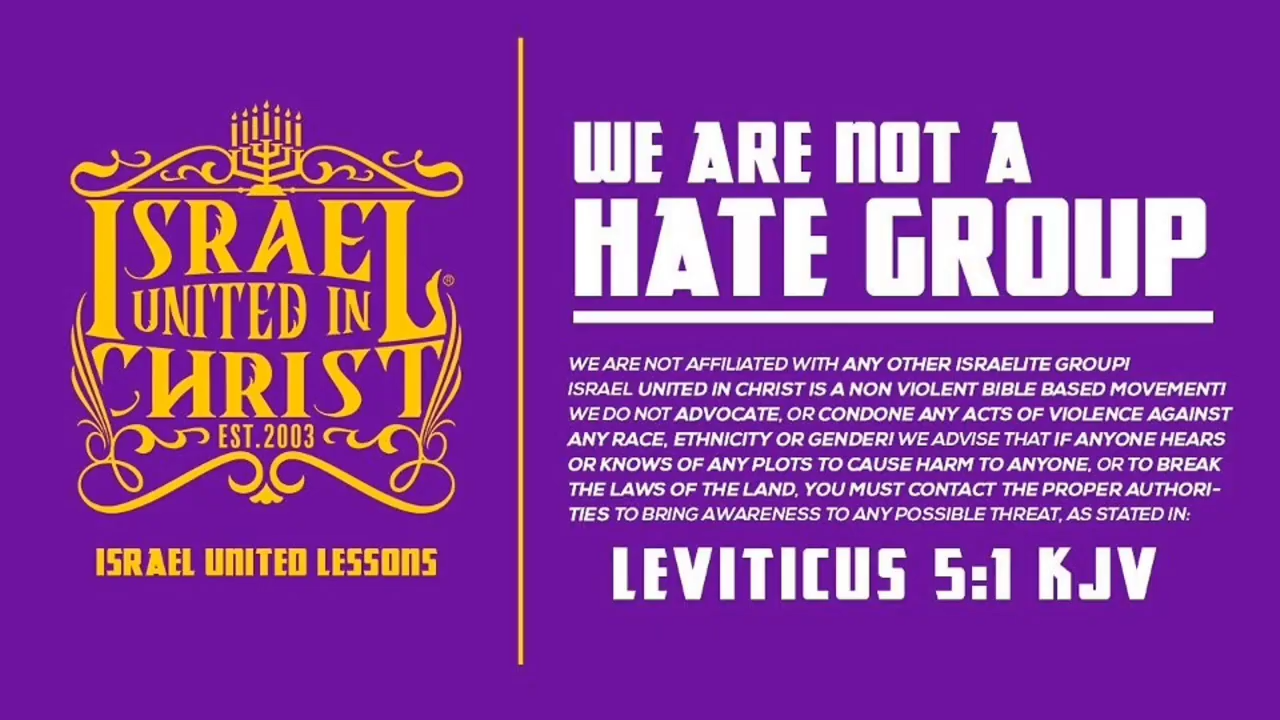 ISRAEL
UNITED IN
CHRIST
®
EST. 2003
ISRAEL UNITED LESSONS
WE ARE NOT A
HATE GROUP
WE ARE NOT AFFILIATED WITH ANY OTHER ISRAELITE GROUP!
ISRAEL UNITED IN CHRIST IS A NON VIOLENT BIBLE BASED MOVEMENT!
WE DO NOT ADVOCATE, OR CONDONE ANY ACTS OF VIOLENCE AGAINST
ANY RACE, ETHNICITY OR GENDER! WE ADVISE THAT IF ANYONE HEARS
OR KNOWS OF ANY PLOTS TO CAUSE HARM TO ANYONE, OR TO BREAK
THE LAWS OF THE LAND, YOU MUST CONTACT THE PROPER AUTHORI-
TIES TO BRING AWARENESS TO ANY POSSIBLE THREAT, AS STATED IN:
LEVITICUS 5:1 KJV